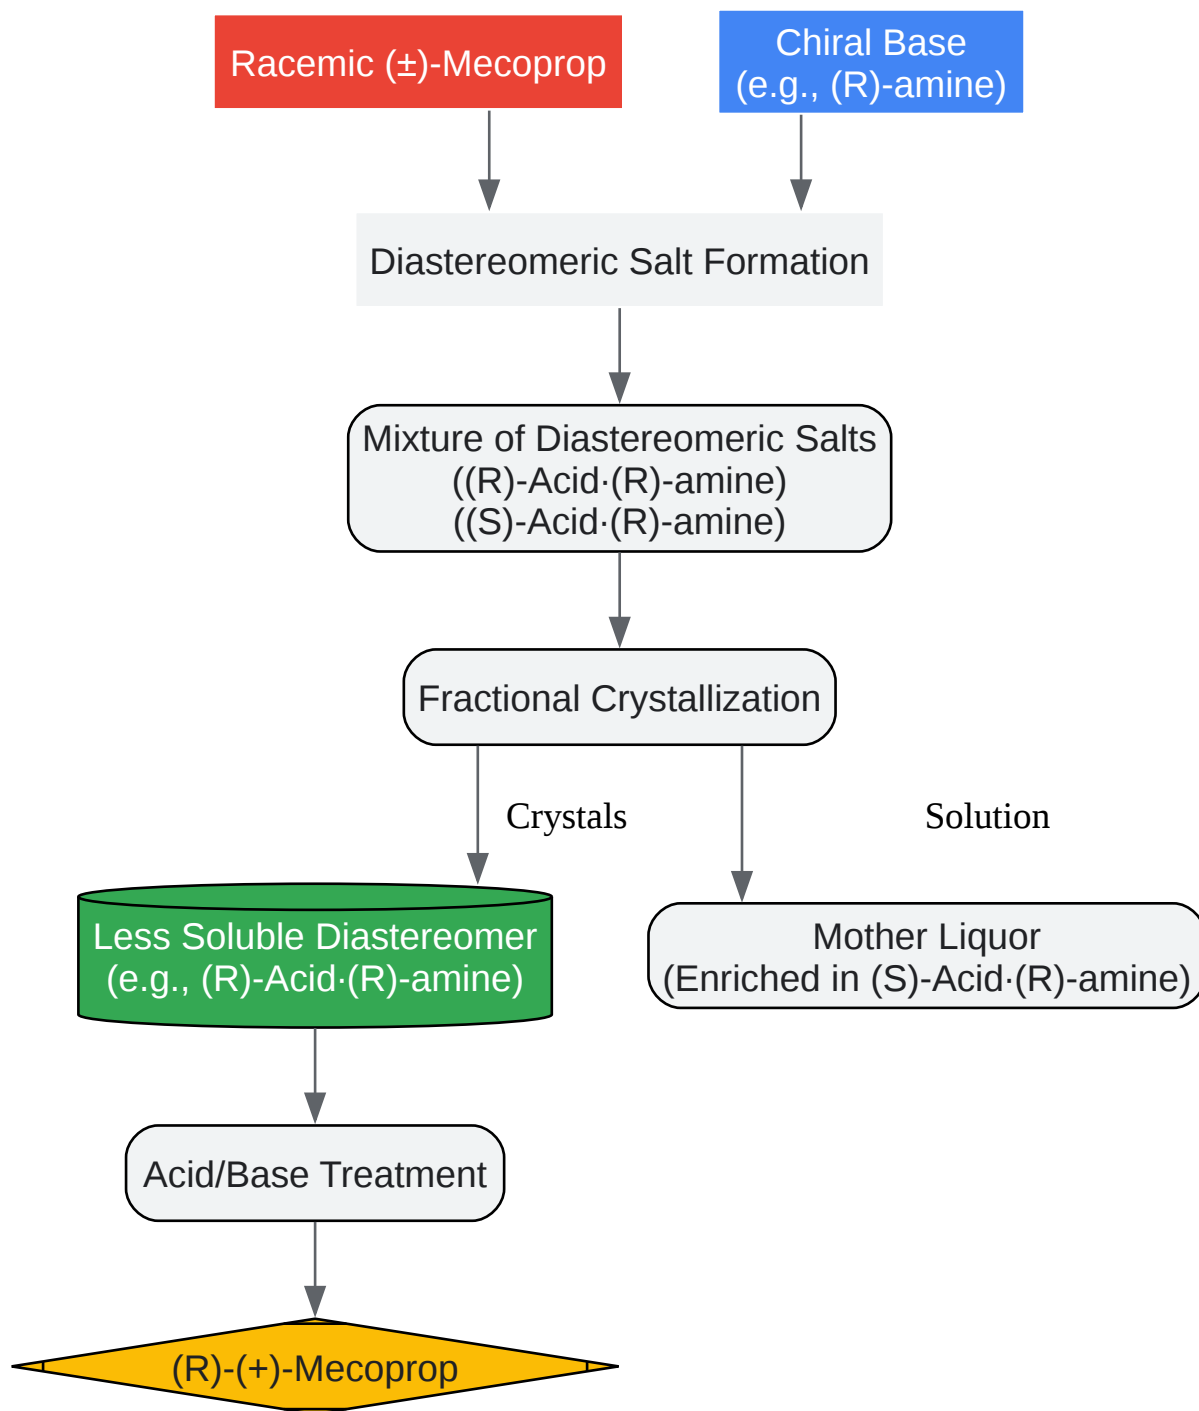 Racemic (±)-Mecoprop
Chiral Base
(e.g., (R)-amine)
Diastereomeric Salt Formation
Mixture of Diastereomeric Salts
((R)-Acid·(R)-amine)
((S)-Acid·(R)-amine)
Fractional Crystallization
Crystals
Solution
Less Soluble Diastereomer
(e.g., (R)-Acid·(R)-amine)
Mother Liquor
(Enriched in (S)-Acid·(R)-amine)
Acid/Base Treatment
(R)-(+)-Mecoprop